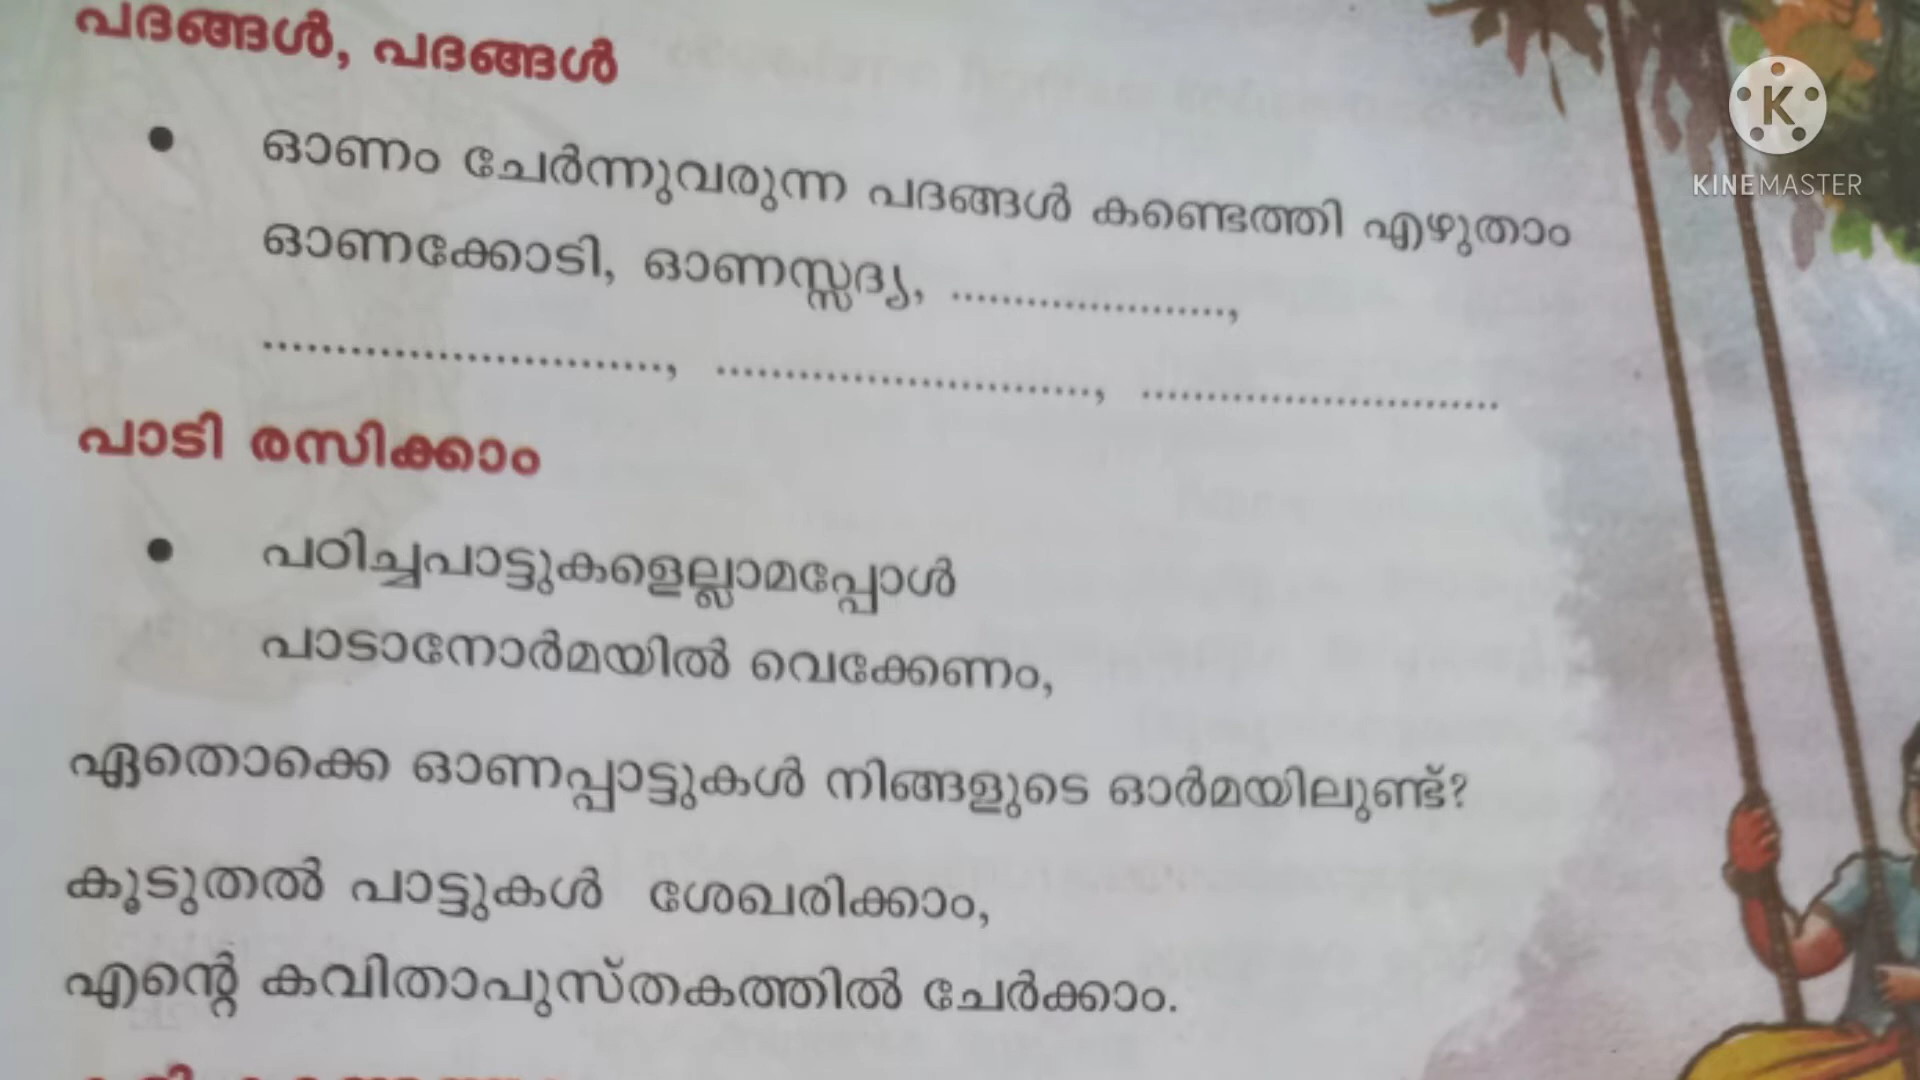 പദങ്ങൾ, പദങ്ങൾ
• ഓണം ചേർന്നുവരുന്ന പദങ്ങൾ കണ്ടെത്തി എഴുതാം
ഓണക്കോടി, ഓണസ്സദ്യ, ......................,
................................, .............................., .............................
പാടി രസിക്കാം
• പഠിച്ചപാട്ടുകളെല്ലാമപ്പോൾ
പാടാനോർമയിൽ വെക്കേണം,
ഏതൊക്കെ ഓണപ്പാട്ടുകൾ നിങ്ങളുടെ ഓർമയിലുണ്ട്?
കൂടുതൽ പാട്ടുകൾ ശേഖരിക്കാം,
എന്റെ കവിതാപുസ്തകത്തിൽ ചേർക്കാം.
K
KINEMASTER